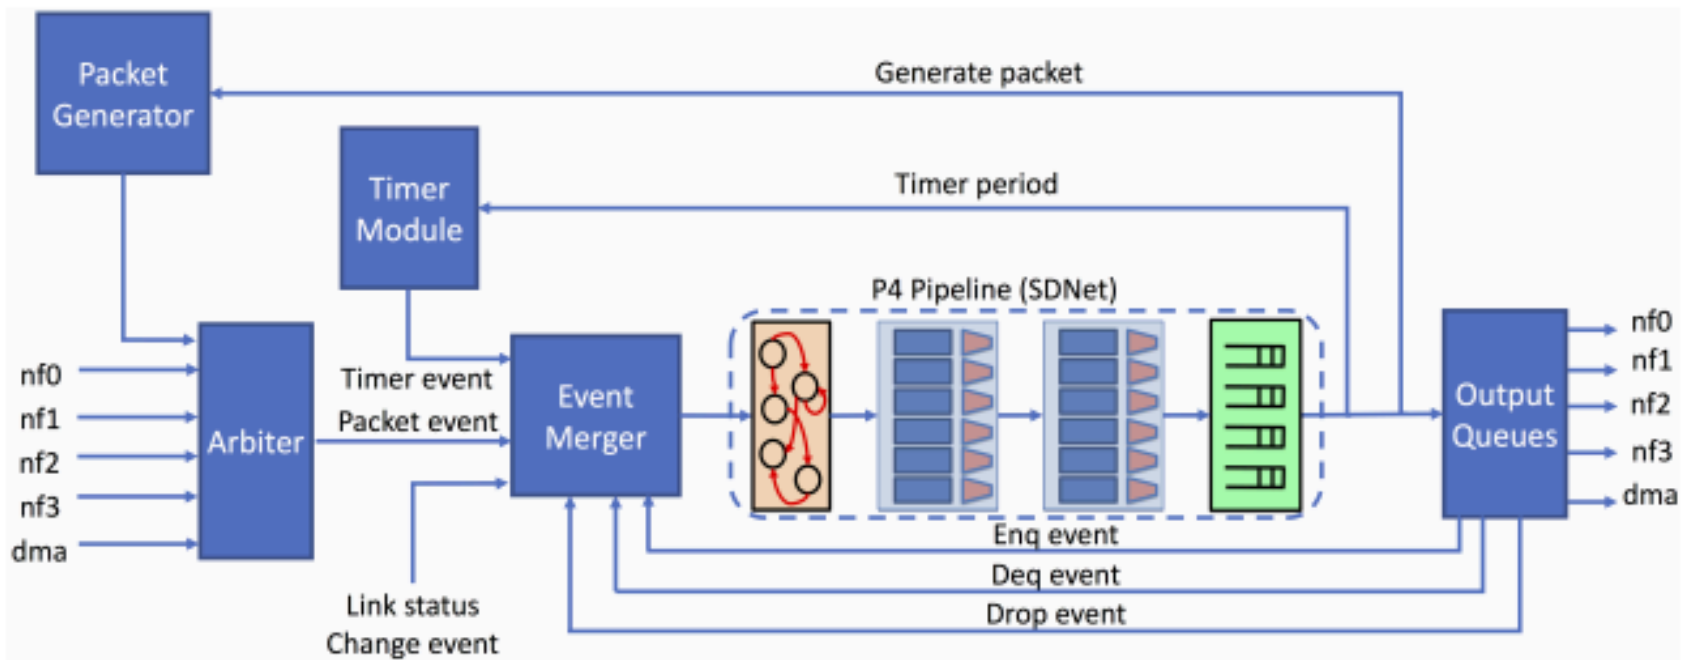 Packet
Generator
Generate packet
Timer
Module
Timer period
P4 Pipeline (SDNet)
nf0
nf1
nf2
nf3
dma
Arbiter
Timer event
Packet event
Link status
Change event
Event
Merger
Output
Queues
nf0
nf1
nf2
nf3
dma
Enq event
Deq event
Drop event